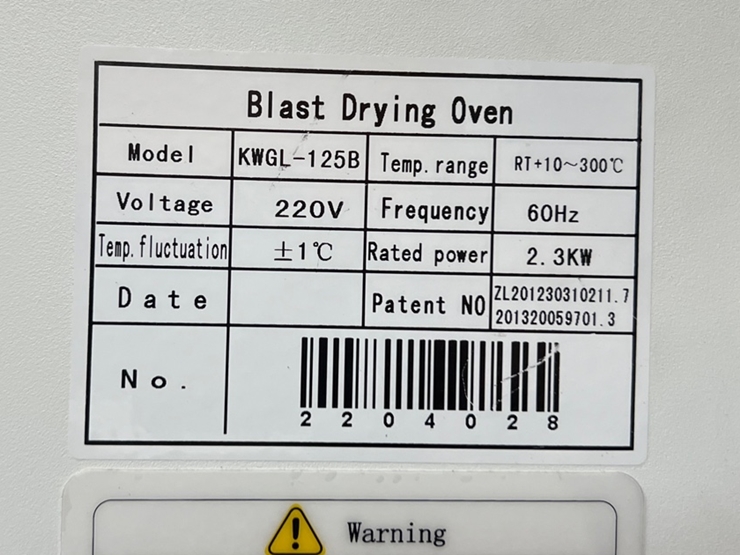 Blast Drying Oven
Model KWGL-125B Temp.range RT+10~300℃
Voltage 220V Frequency 60Hz
Temp.fluctuation ±1℃ Rated power 2.3KW
Date Patent NO ZL201230310211.7
201320059701.3
No.
2204028
Warning